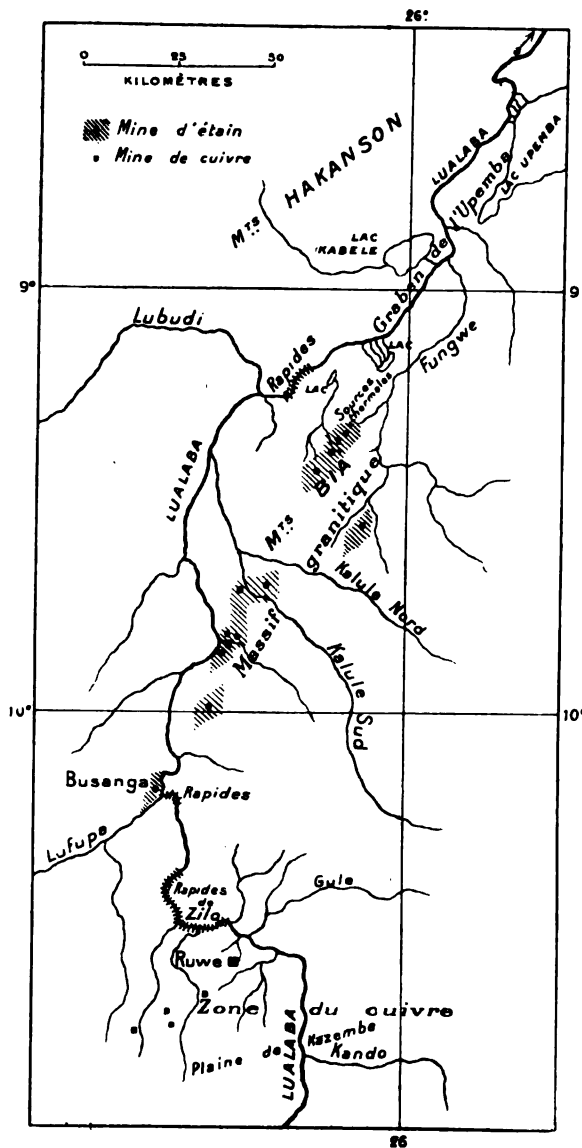 26°
0 25 50
KILOMÈTRES
Mine d'étain
Mine de cuivre
Mts HAKANSON
LUALABA
LAC UPEMBA
Graben de l'Upemba
LAC KABELE
9°
9
Lubudi
Rapides
LAC
LAC
Fungwe
Sources thermales
LUALABA
Mts BIA
Massif granitique
Kalule Nord
Kalule Sud
10°
10°
Busanga
Rapides
Lufupa
Rapides de Zilo
Gule
Ruwe
Zone du cuivre
Plaine de Kazembe
Kando
LUALABA
26